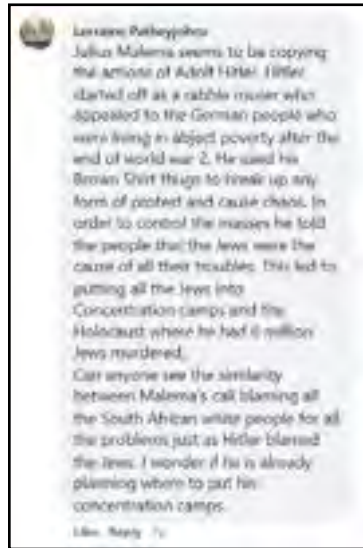 Lorraine
Julius Malema seems to be copying
the actions of Adolf Hitler. Hitler
started off as a rabble rouser who
appealed to the German people who
were living in abject poverty after the
end of world war 2. He used his
Brown Shirt thugs to break up any
form of protest and cause chaos. In
order to control the masses he told
the people that the Jews were the
cause of all their troubles. This led to
putting all the Jews into
Concentration camps and the
Holocaust where he had 6 million
Jews murdered.
Can anyone see the similarity
between Malema's call blaming all
the South African white people for all
the problems just as Hitler blamed
the Jews. I wonder if he is already
planning where to put his
concentration camps.
Like Reply